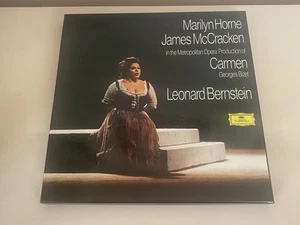 Marilyn Horne
James McCracken
in the Metropolitan Opera Production of
Carmen
Georges Bizet
Leonard Bernstein